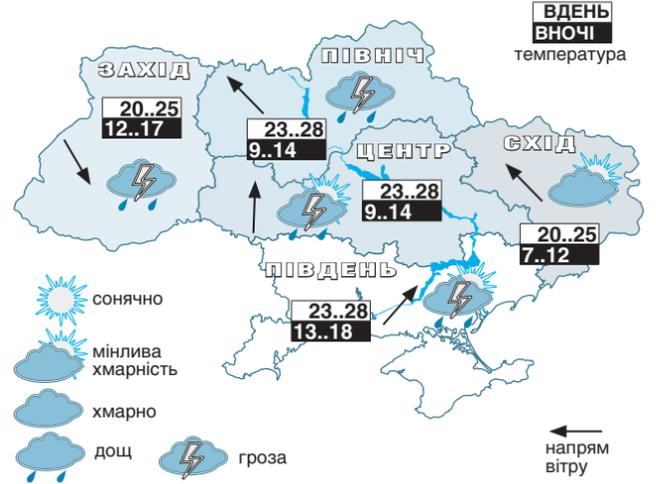 ВДЕНЬ
ВНОЧІ
температура
ПІВНІЧ
ЗАХІД
20..25
12..17
23..28
9..14
ЦЕНТР
СХІД
23..28
9..14
20..25
7..12
ПІВДЕНЬ
23..28
13..18
сонячно
мінлива
хмарність
хмарно
дощ
гроза
напрям
вітру